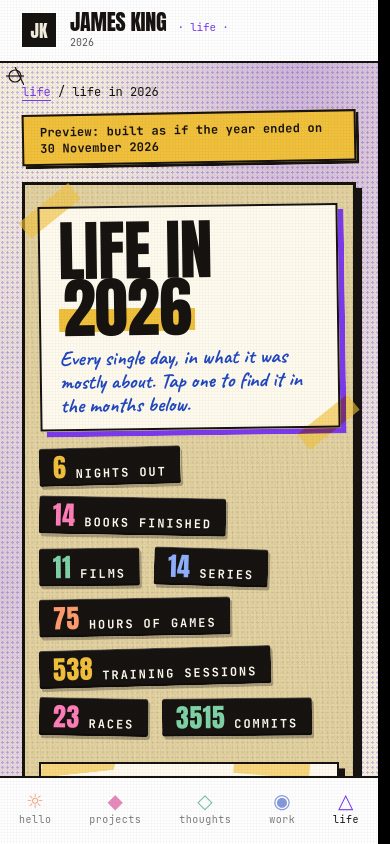 JK
JAMES KING · life ·
2026
life / life in 2026
Preview: built as if the year ended on
30 November 2026
LIFE IN
2026
Every single day, in what it was
mostly about. Tap one to find it in
the months below.
6 NIGHTS OUT
14 BOOKS FINISHED
11 FILMS
14 SERIES
75 HOURS OF GAMES
538 TRAINING SESSIONS
23 RACES
3515 COMMITS
hello
projects
thoughts
work
life